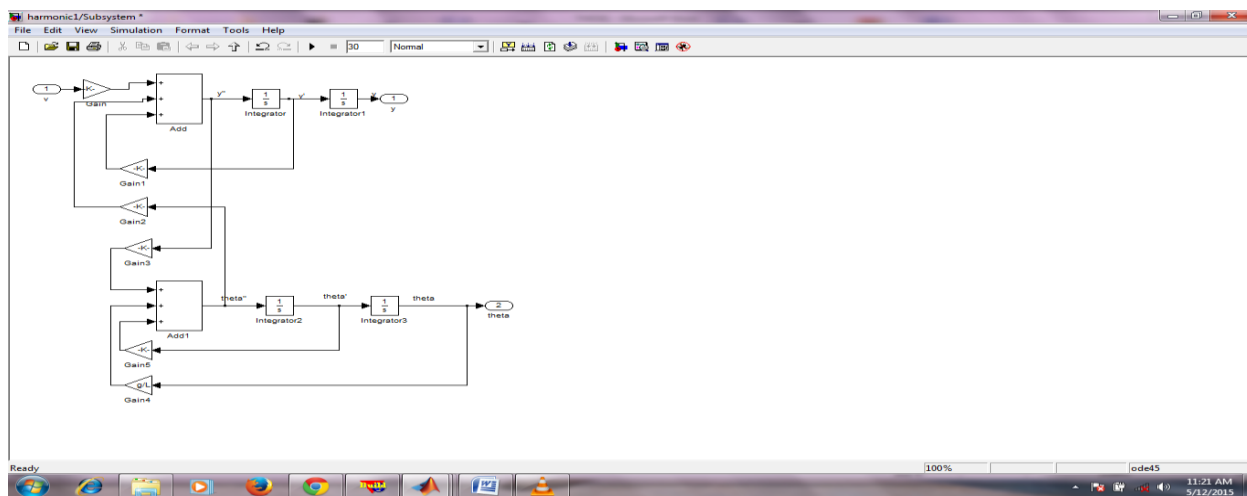 harmonic1/Subsystem *
File Edit View Simulation Format Tools Help
30 Normal
1
v
-K-
Gain
+
+
+
Add
y''
1
s
Integrator
y'
1
s
Integrator1
y
1
y
-K-
Gain1
-K-
Gain2
-K-
Gain3
+
+
+
Add1
theta''
1
s
Integrator2
theta'
1
s
Integrator3
theta
2
theta
-K-
Gain5
g/L
Gain4
Ready 100% ode45
11:21 AM
5/12/2015